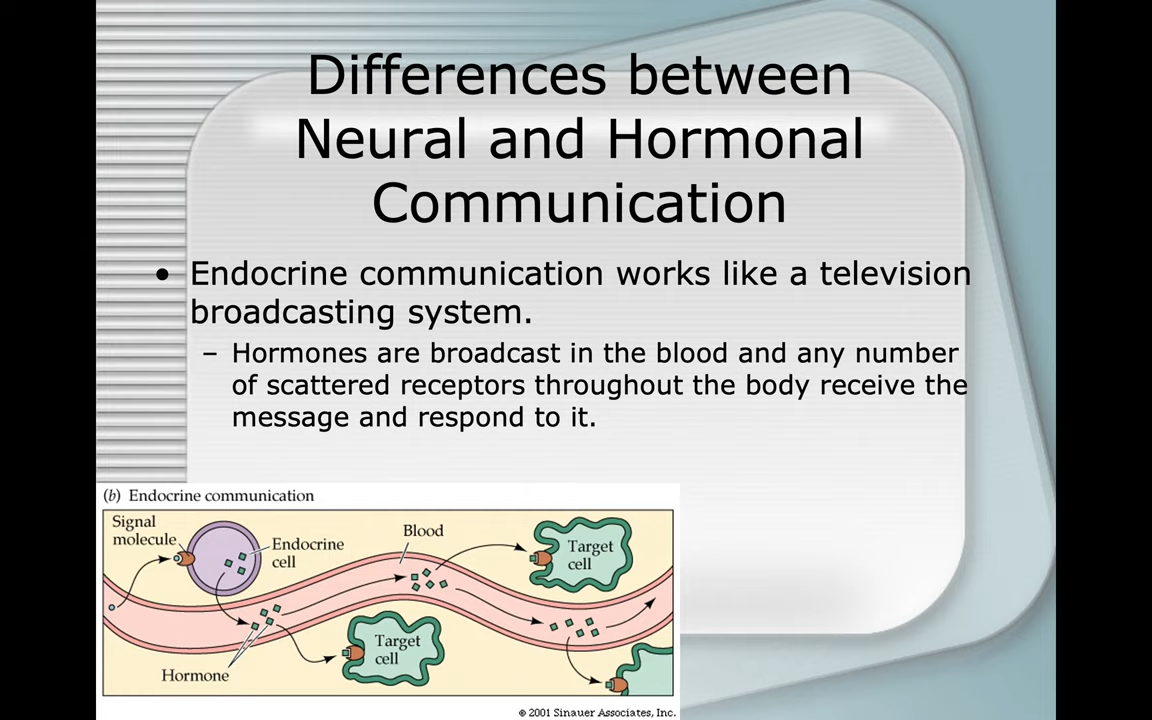 Differences between
Neural and Hormonal
Communication
• Endocrine communication works like a television
broadcasting system.
– Hormones are broadcast in the blood and any number
of scattered receptors throughout the body receive the
message and respond to it.
(b) Endocrine communication
Signal
molecule
Endocrine
cell
Blood
Target
cell
Target
cell
Hormone
© 2001 Sinauer Associates, Inc.